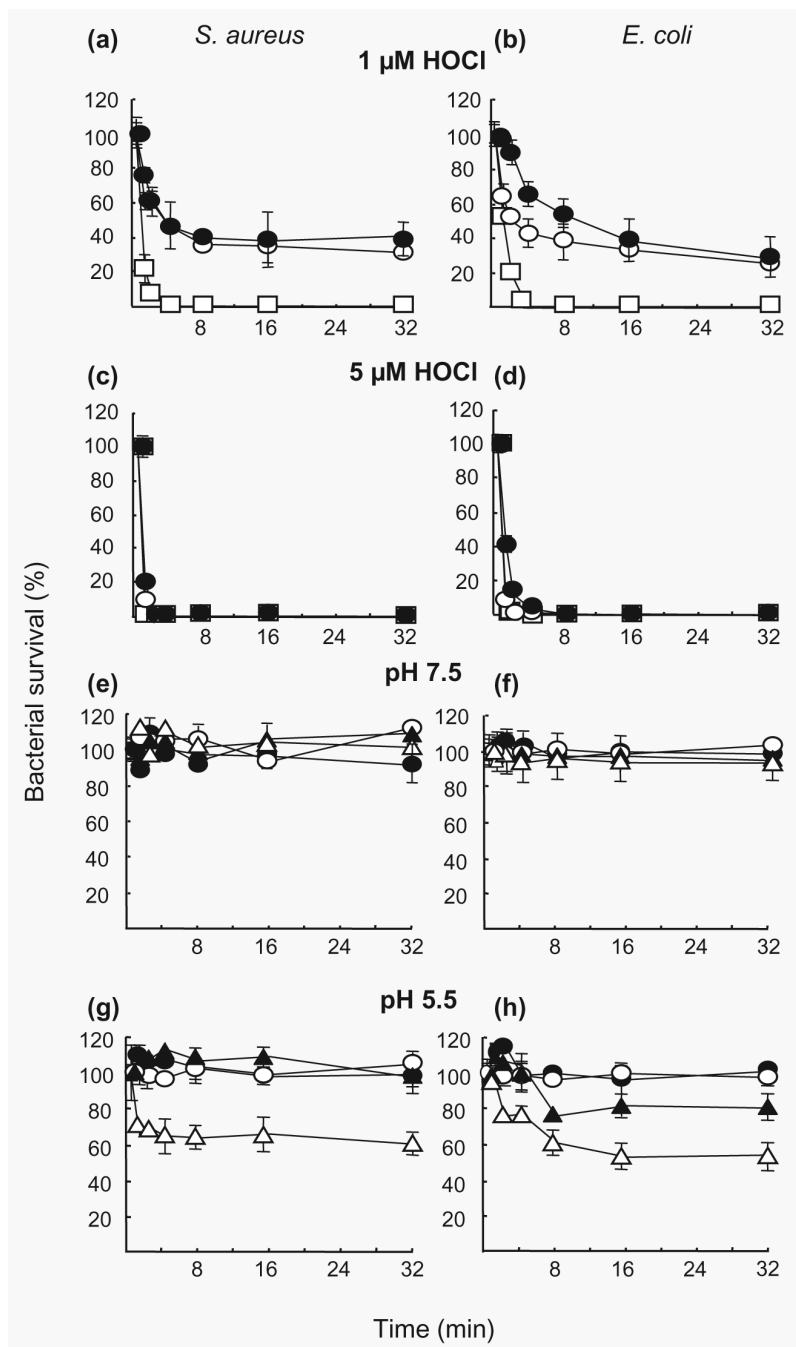 (a) S. aureus (b) E. coli
1 µM HOCl
120 120
100 100
80 80
60 60
40 40
20 20
8 16 24 32 8 16 24 32
(c) 5 µM HOCl (d)
120 120
100 100
80 80
60 60
40 40
20 20
8 16 24 32 8 16 24 32
Bacterial survival (%)
pH 7.5
(e) (f)
120 120
100 100
80 80
60 60
40 40
20 20
8 16 24 32 8 16 24 32
(g) pH 5.5 (h)
120 120
100 100
80 80
60 60
40 40
20 20
8 16 24 32 8 16 24 32
Time (min)